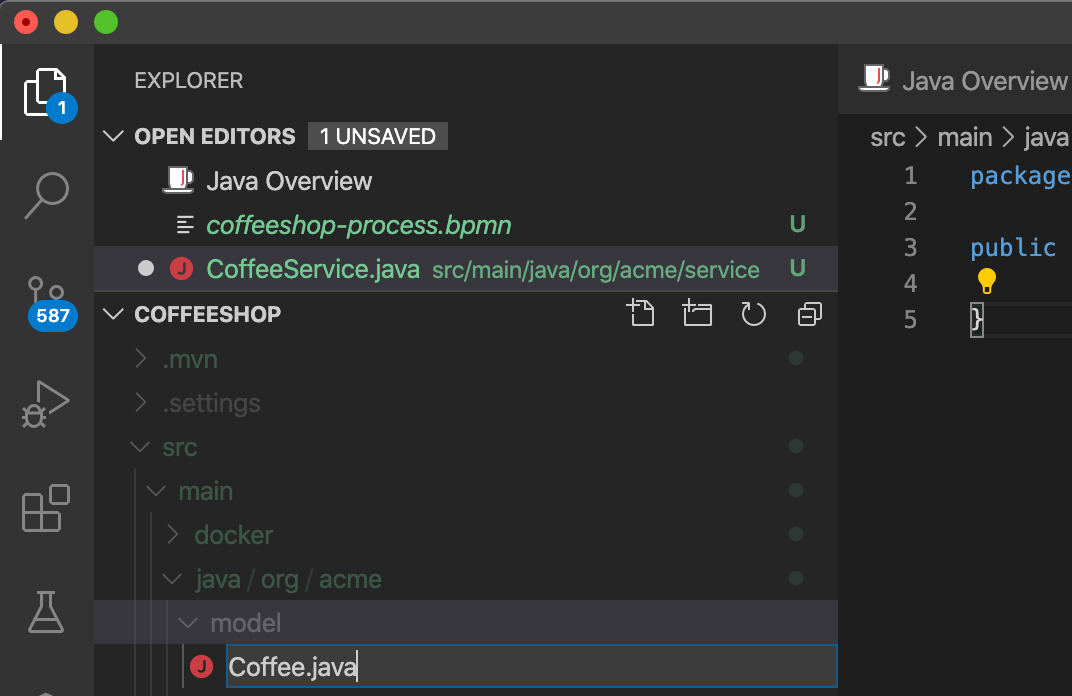 EXPLORER
OPEN EDITORS 1 UNSAVED
Java Overview
coffeeshop-process.bpmn U
CoffeeService.java src/main/java/org/acme/service U
COFFEESHOP
.mvn
.settings
src
main
docker
java / org / acme
model
J Coffee.java
1
587
Java Overview
src > main > java
1 package
2
3 public
4
5 }